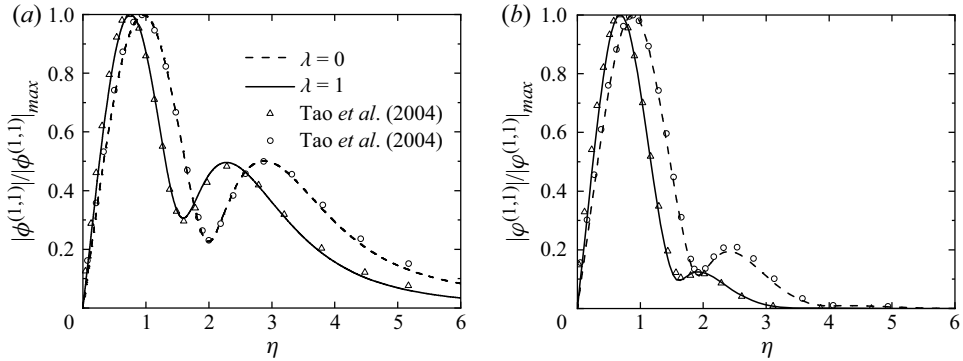 (a)
1.0
0.8
0.6
0.4
0.2
0
|ϕ^(1,1)|/|ϕ^(1,1)|_max
λ = 0
λ = 1
Tao et al. (2004)
Tao et al. (2004)
0 1 2 3 4 5 6
η
(b)
1.0
0.8
0.6
0.4
0.2
0
|φ^(1,1)|/|φ^(1,1)|_max
1 2 3 4 5 6
η